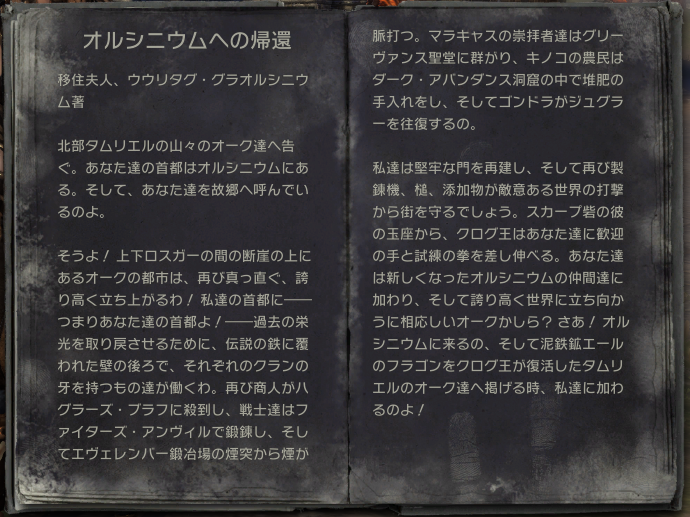 オルシニウムへの帰還
移住夫人、ウウリタグ・グラオルシニウ
ム著
北部タムリエルの山々のオーク達へ告
ぐ。あなた達の首都はオルシニウムにあ
る。そして、あなた達を故郷へ呼んでい
るのよ。
そうよ！上下ロスガーの間の断崖の上に
あるオークの都市は、再び真っ直ぐ、誇
り高く立ち上がるわ！私達の首都に――
つまりあなた達の首都よ！――過去の栄
光を取り戻させるために、伝説の鉄に覆
われた壁の後ろで、それぞれのクランの
牙を持つもの達が働くわ。再び商人がハ
グラーズ・ブラフに殺到し、戦士達はフ
ァイターズ・アンヴィルで鍛錬し、そし
てエヴェレンバー鍛冶場の煙突から煙が
脈打つ。マラキャスの崇拝者達はグリー
ヴァンス聖堂に群がり、キノコの農民は
ダーク・アバンダンス洞窟の中で堆肥の
手入れをし、そしてゴンドラがジュグラ
ーを往復するの。
私達は堅牢な門を再建し、そして再び製
錬機、槌、添加物が敵意ある世界の打撃
から街を守るでしょう。スカープ砦の彼
の玉座から、クログ王はあなた達に歓迎
の手と試練の拳を差し伸べる。あなた達
は新しくなったオルシニウムの仲間達に
加わり、そして誇り高く世界に立ち向か
うに相応しいオークかしら？さあ！オル
シニウムに来るの、そして泥鉄鉱エール
のフラゴンをクログ王が復活したタムリ
エルのオーク達へ掲げる時、私達に加わ
るのよ！